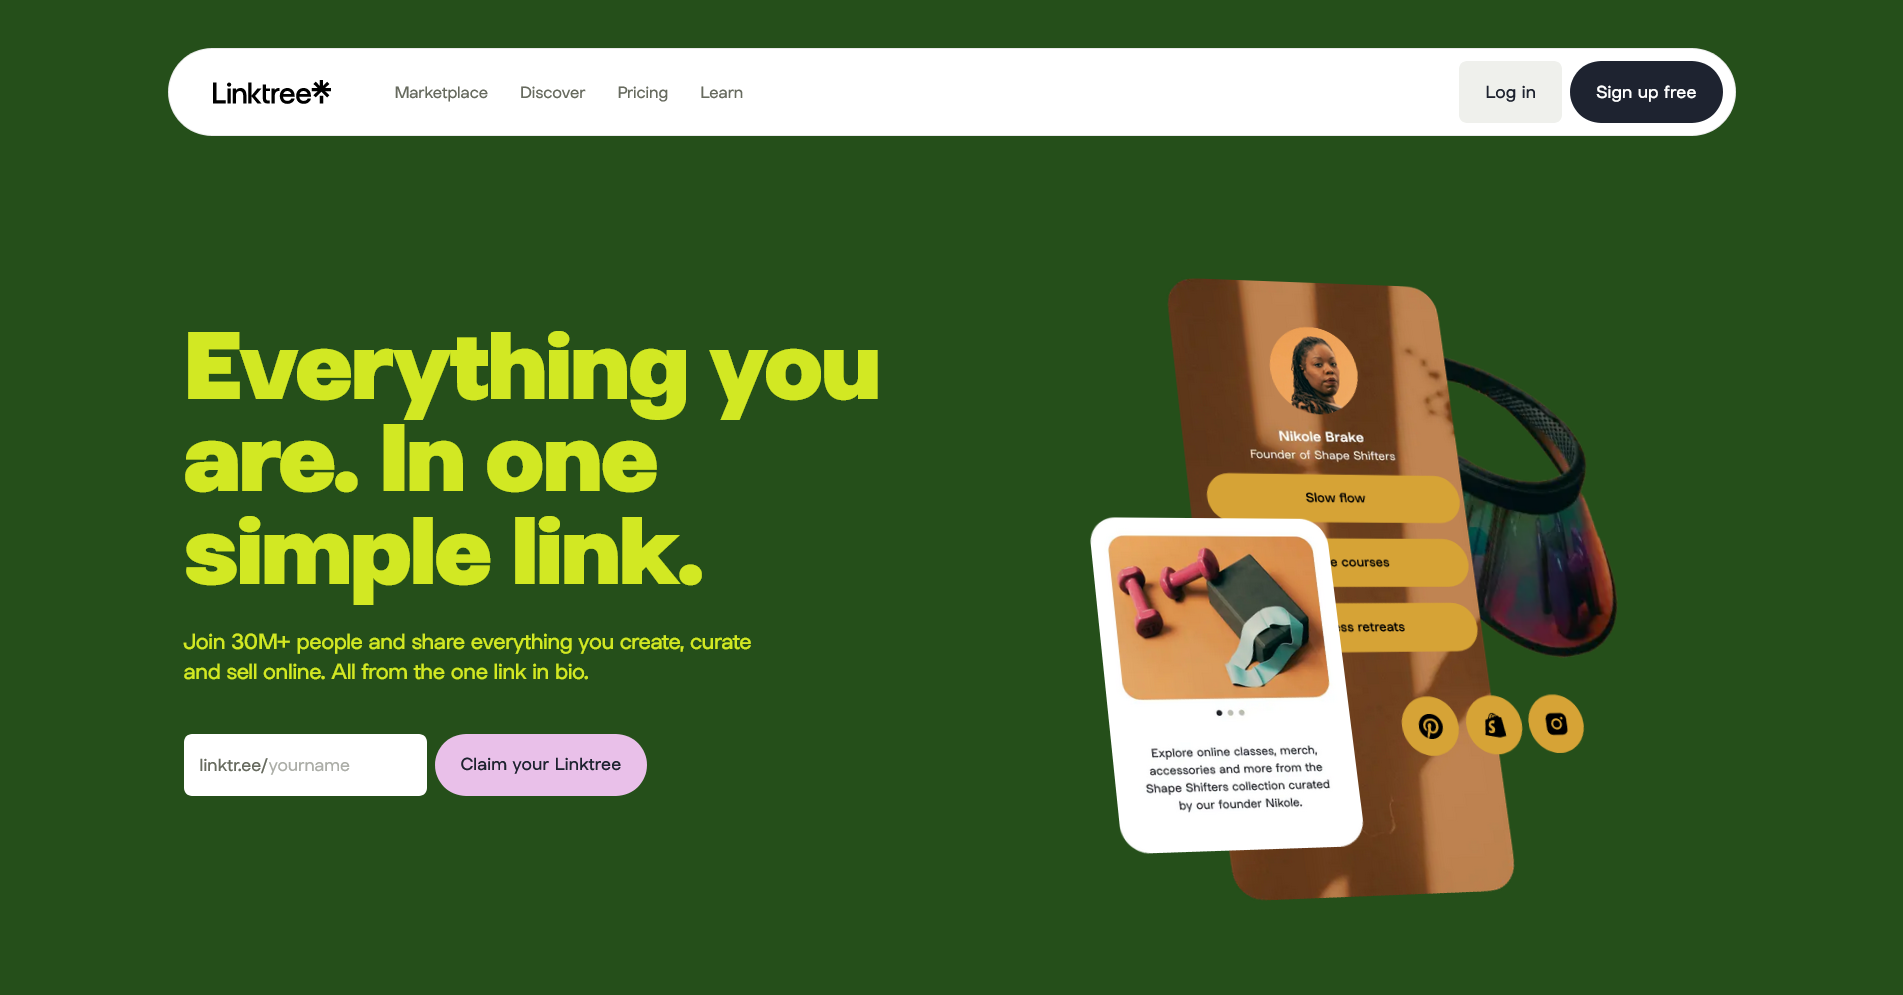 Linktree
Marketplace
Discover
Pricing
Learn
Log in
Sign up free
Everything you
are. In one
simple link.
Join 30M+ people and share everything you create, curate
and sell online. All from the one link in bio.
linktr.ee/yourname
Claim your Linktree
Nikole Brake
Founder of Shape Shifters
Slow flow
courses
retreats
Explore online classes, merch,
accessories and more from the
Shape Shifters collection curated
by our founder Nikole.